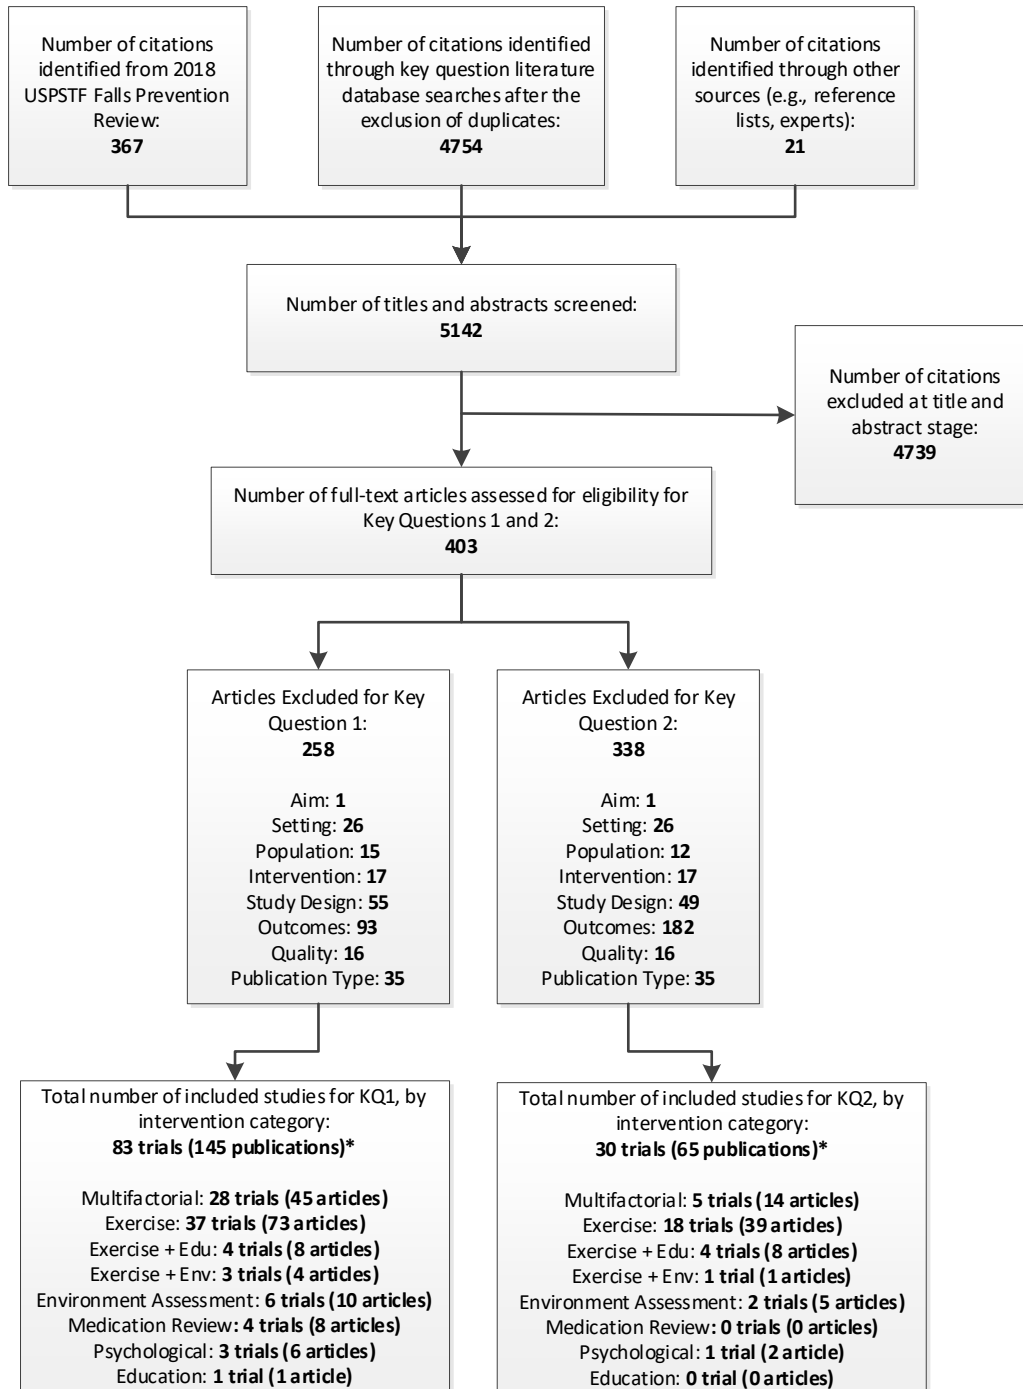 Number of citations
identified from 2018
USPSTF Falls Prevention
Review:
367
Number of citations identified
through key question literature
database searches after the
exclusion of duplicates:
4754
Number of citations
identified through other
sources (e.g., reference
lists, experts):
21
Number of titles and abstracts screened:
5142
Number of citations
excluded at title and
abstract stage:
4739
Number of full-text articles assessed for eligibility for
Key Questions 1 and 2:
403
Articles Excluded for Key
Question 1:
258
Aim: 1
Setting: 26
Population: 15
Intervention: 17
Study Design: 55
Outcomes: 93
Quality: 16
Publication Type: 35
Articles Excluded for Key
Question 2:
338
Aim: 1
Setting: 26
Population: 12
Intervention: 17
Study Design: 49
Outcomes: 182
Quality: 16
Publication Type: 35
Total number of included studies for KQ1, by
intervention category:
83 trials (145 publications)*
Multifactorial: 28 trials (45 articles)
Exercise: 37 trials (73 articles)
Exercise + Edu: 4 trials (8 articles)
Exercise + Env: 3 trials (4 articles)
Environment Assessment: 6 trials (10 articles)
Medication Review: 4 trials (8 articles)
Psychological: 3 trials (6 articles)
Education: 1 trial (1 article)
Total number of included studies for KQ2, by
intervention category:
30 trials (65 publications)*
Multifactorial: 5 trials (14 articles)
Exercise: 18 trials (39 articles)
Exercise + Edu: 4 trials (8 articles)
Exercise + Env: 1 trial (1 articles)
Environment Assessment: 2 trials (5 articles)
Medication Review: 0 trials (0 articles)
Psychological: 1 trial (2 article)
Education: 0 trial (0 articles)